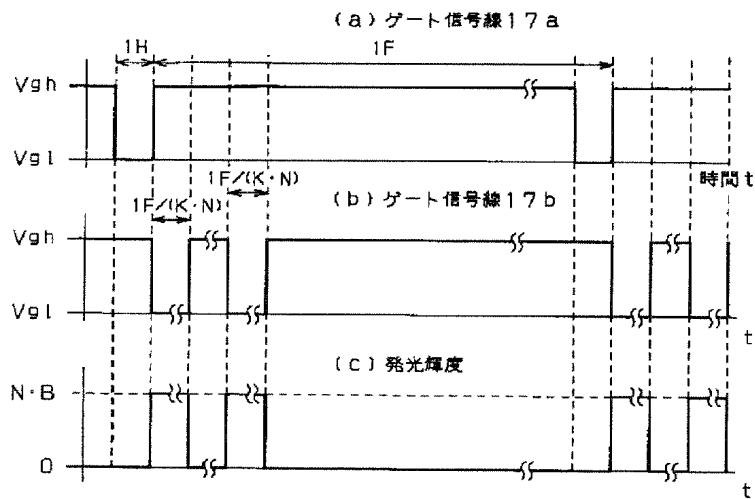 (a)ゲート信号線17a
1H
1F
Vgh
Vgl
時間t
1F/(K·N)
1F/(K·N)
(b)ゲート信号線17b
Vgh
Vgl
t
(c)発光輝度
N·B
0
t